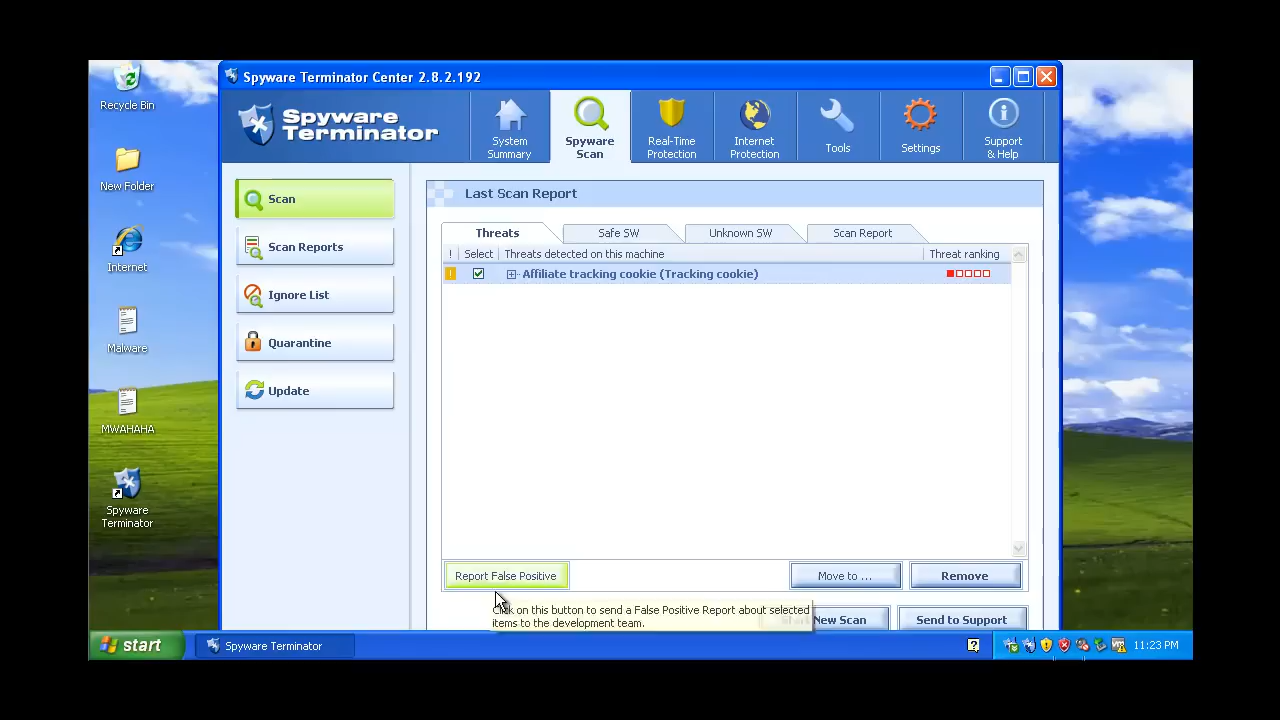 Recycle Bin
New Folder
Internet
Malware
MWAHAHA
Spyware
Terminator
Spyware Terminator Center 2.8.2.192
Spyware
Terminator
System
Summary
Spyware
Scan
Real-Time
Protection
Internet
Protection
Tools
Settings
Support
& Help
Scan
Scan Reports
Ignore List
Quarantine
Update
Last Scan Report
Threats
Safe SW
Unknown SW
Scan Report
! Select Threats detected on this machine Threat ranking
! Affiliate tracking cookie (Tracking cookie)
Report False Positive
Move to ...
Remove
Click on this button to send a False Positive Report about selected
items to the development team.
New Scan
Send to Support
start
Spyware Terminator
?
11:23 PM